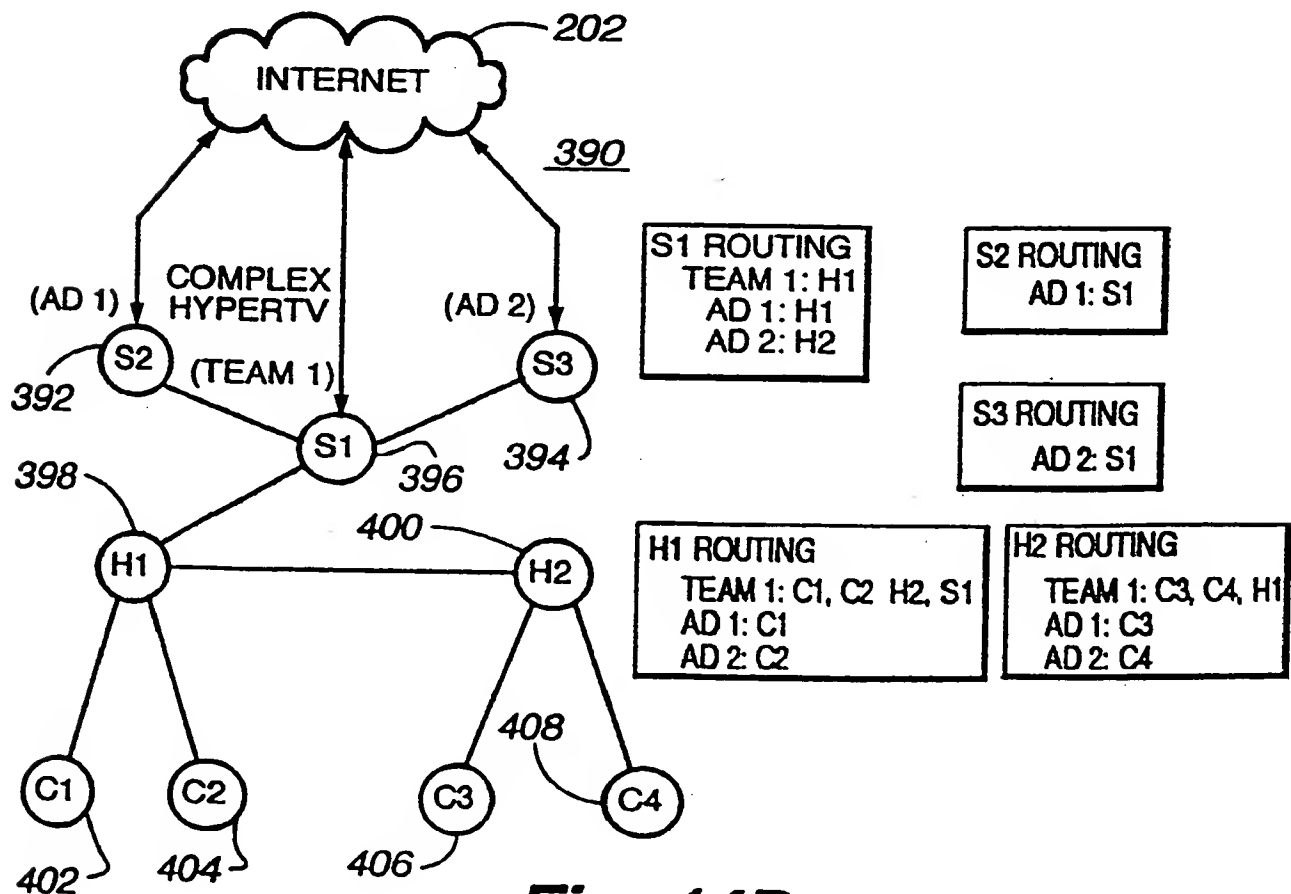 202
INTERNET
390
COMPLEX
HYPERTV
(AD 1)
(AD 2)
(TEAM 1)
S2
S3
S1
392
394
396
398
400
H1
H2
C1
C2
C3
C4
402
404
406
408
S1 ROUTING
TEAM 1: H1
AD 1: H1
AD 2: H2
S2 ROUTING
AD 1: S1
S3 ROUTING
AD 2: S1
H1 ROUTING
TEAM 1: C1, C2 H2, S1
AD 1: C1
AD 2: C2
H2 ROUTING
TEAM 1: C3, C4, H1
AD 1: C3
AD 2: C4